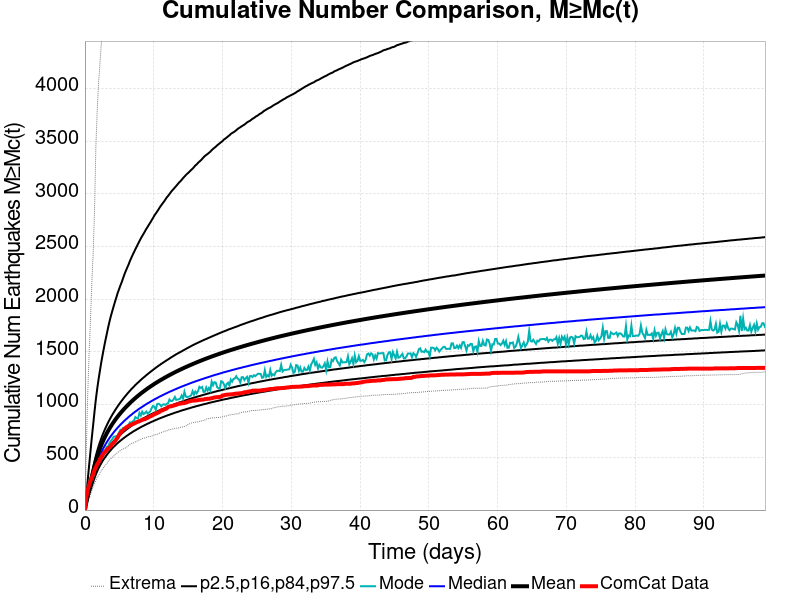 Cumulative Number Comparison, M≥Mc(t)
Cumulative Num Earthquakes M≥Mc(t)
4000
3500
3000
2500
2000
1500
1000
500
0
0 10 20 30 40 50 60 70 80 90
Time (days)
Extrema p2.5,p16,p84,p97.5 Mode Median Mean ComCat Data